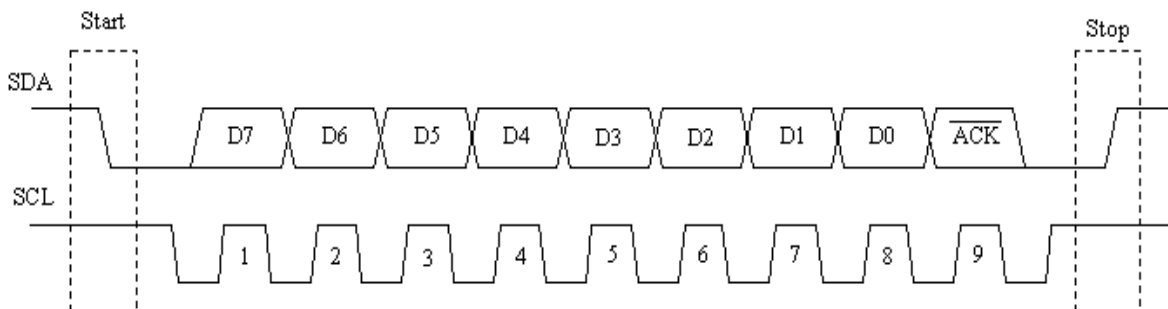 Start
Stop
SDA
D7 D6 D5 D4 D3 D2 D1 D0 ACK
SCL
1 2 3 4 5 6 7 8 9